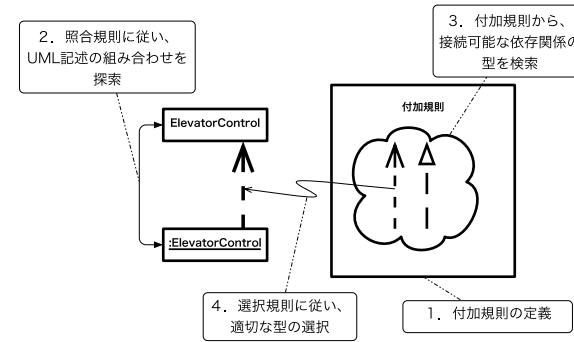 2．照合規則に従い、
UML記述の組み合わせを
探索
3．付加規則から、
接続可能な依存関係の
型を検索
付加規則
ElevatorControl
:ElevatorControl
4．選択規則に従い、
適切な型の選択
1．付加規則の定義